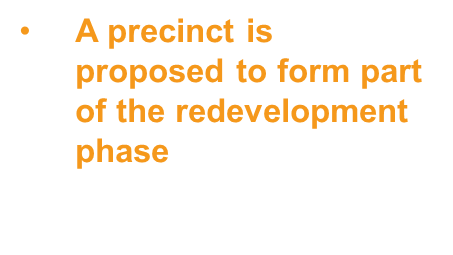 • A precinct is
proposed to form part
of the redevelopment
phase